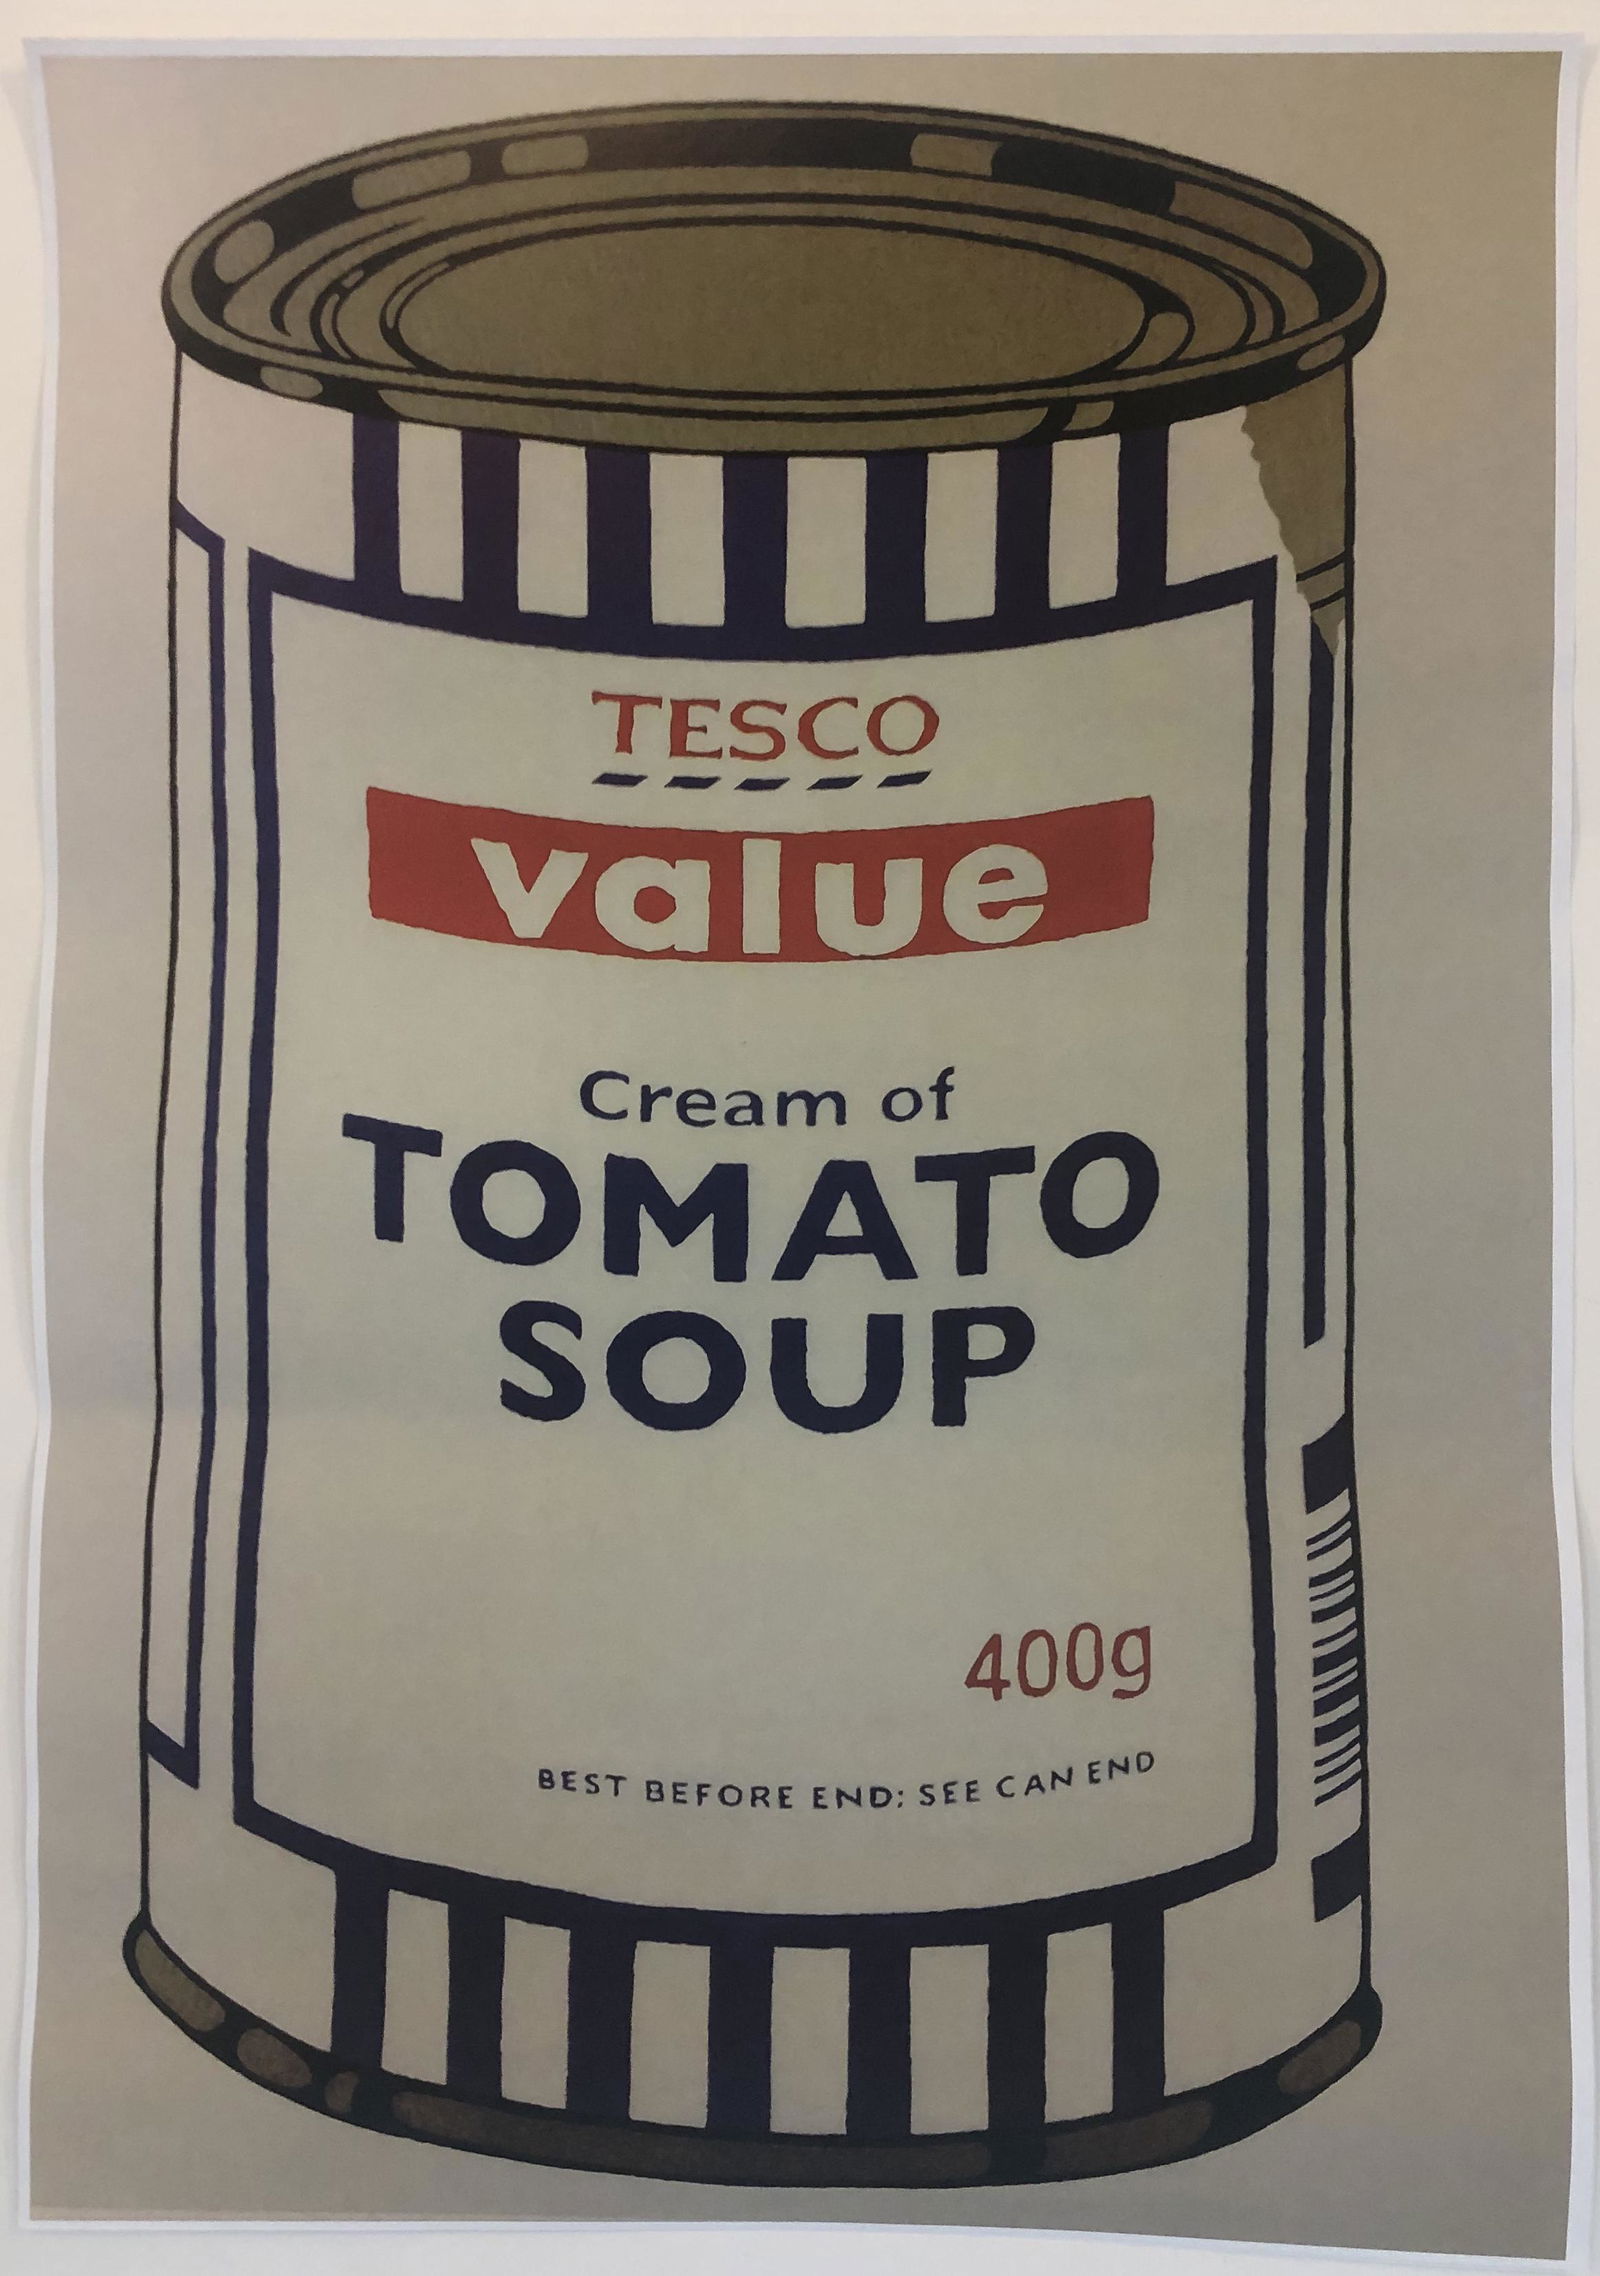 TESCO
value
Cream of
TOMATO
SOUP
400g
BEST BEFORE END: SEE CAN END